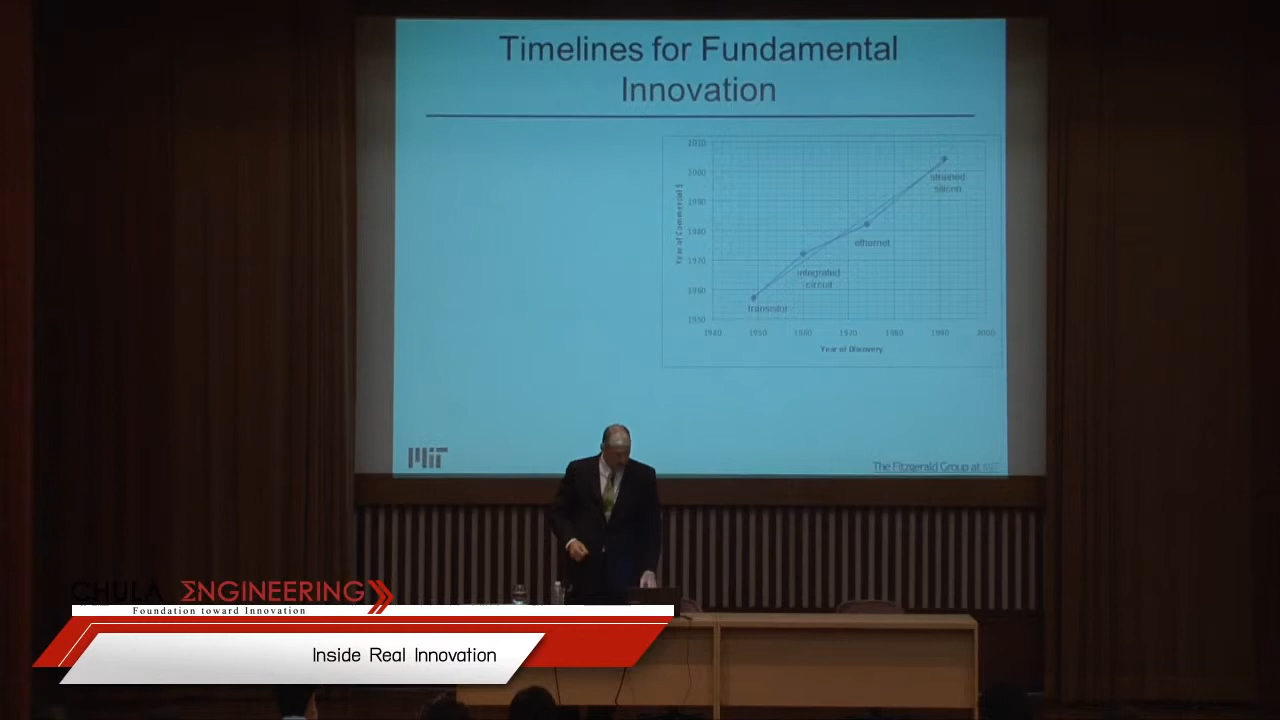 Timelines for Fundamental
Innovation
2010
2000
1990
1980
1970
1960
1950
Year of Commercial $
strained
silicon
ethernet
integrated
circuit
transistor
1940 1950 1960 1970 1980 1990 2000
Year of Discovery
MIT
The Fitzgerald Group at MIT
CHULA ΣNGINEERING
Foundation toward Innovation
Inside Real Innovation